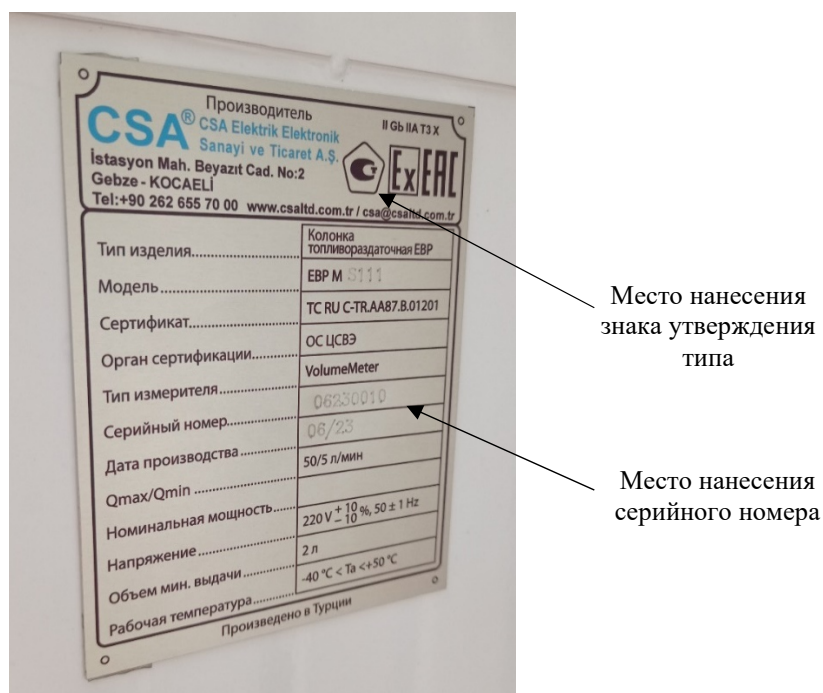 Производитель
CSA® CSA Elektrik Elektronik
Sanayi ve Ticaret A.Ş.
II Gb IIA T3 X
İstasyon Mah. Beyazıt Cad. No:2
Gebze - KOCAELİ
Tel:+90 262 655 70 00 www.csaltd.com.tr / csa@csaltd.com.tr
Ex EAC
Тип изделия Колонка
топливораздаточная ЕВР
Модель ЕВР М S111
Сертификат TC RU C-TR.AA87.B.01201
Орган сертификации ОС ЦСВЭ
Тип измерителя VolumeMeter
Серийный номер 06230010
Дата производства 06/23
Qmax/Qmin 50/5 л/мин
Номинальная мощность
Напряжение 220 V + 10 – 10 %, 50 ± 1 Hz
Объем мин. выдачи 2 л
Рабочая температура -40 °C < Ta <+50 °C
Произведено в Турции
Место нанесения
знака утверждения
типа
Место нанесения
серийного номера